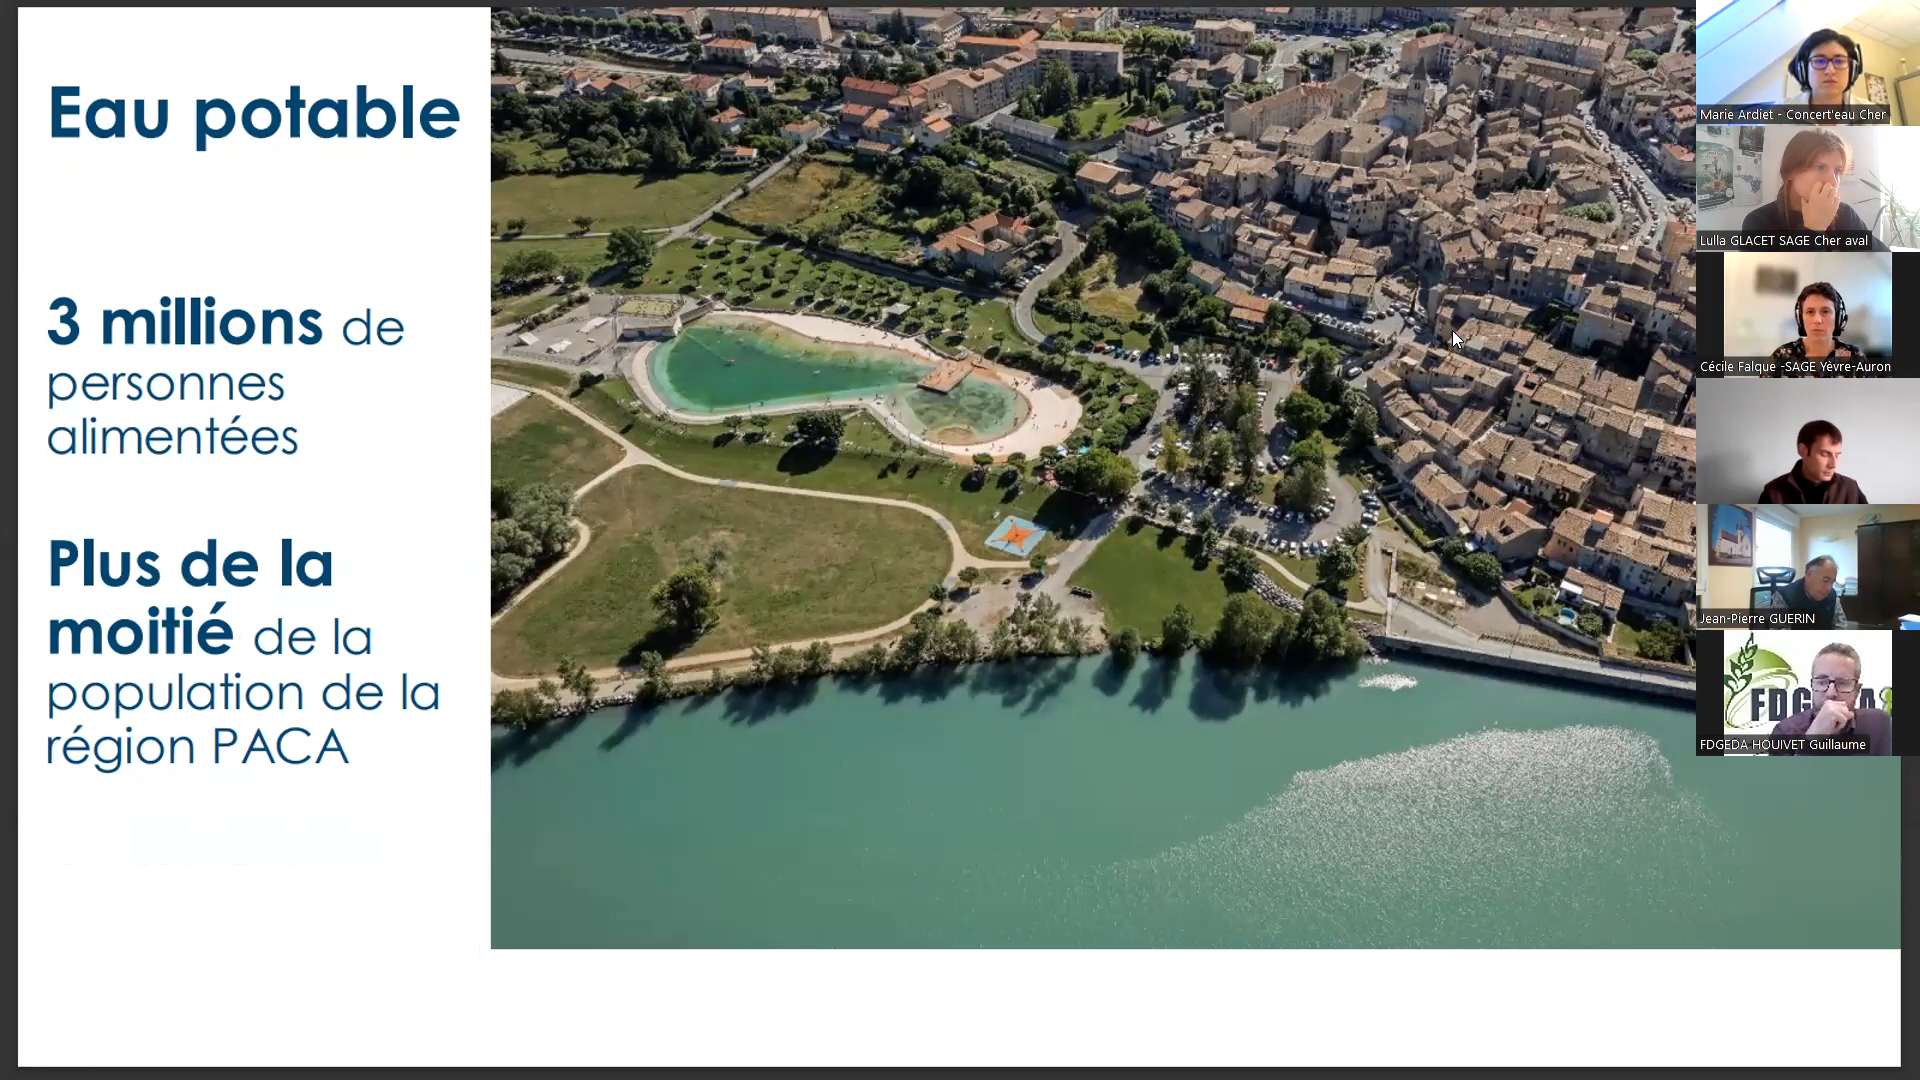 Eau potable
3 millions de
personnes
alimentées
Plus de la
moitié de la
population de la
région PACA
Marie Ardiet - Concert'eau Cher
Lulla GLACET SAGE Cher aval
Cécile Falque -SAGE Yèvre-Auron
Jean-Pierre GUERIN
FDGEDA HOUIVET Guillaume